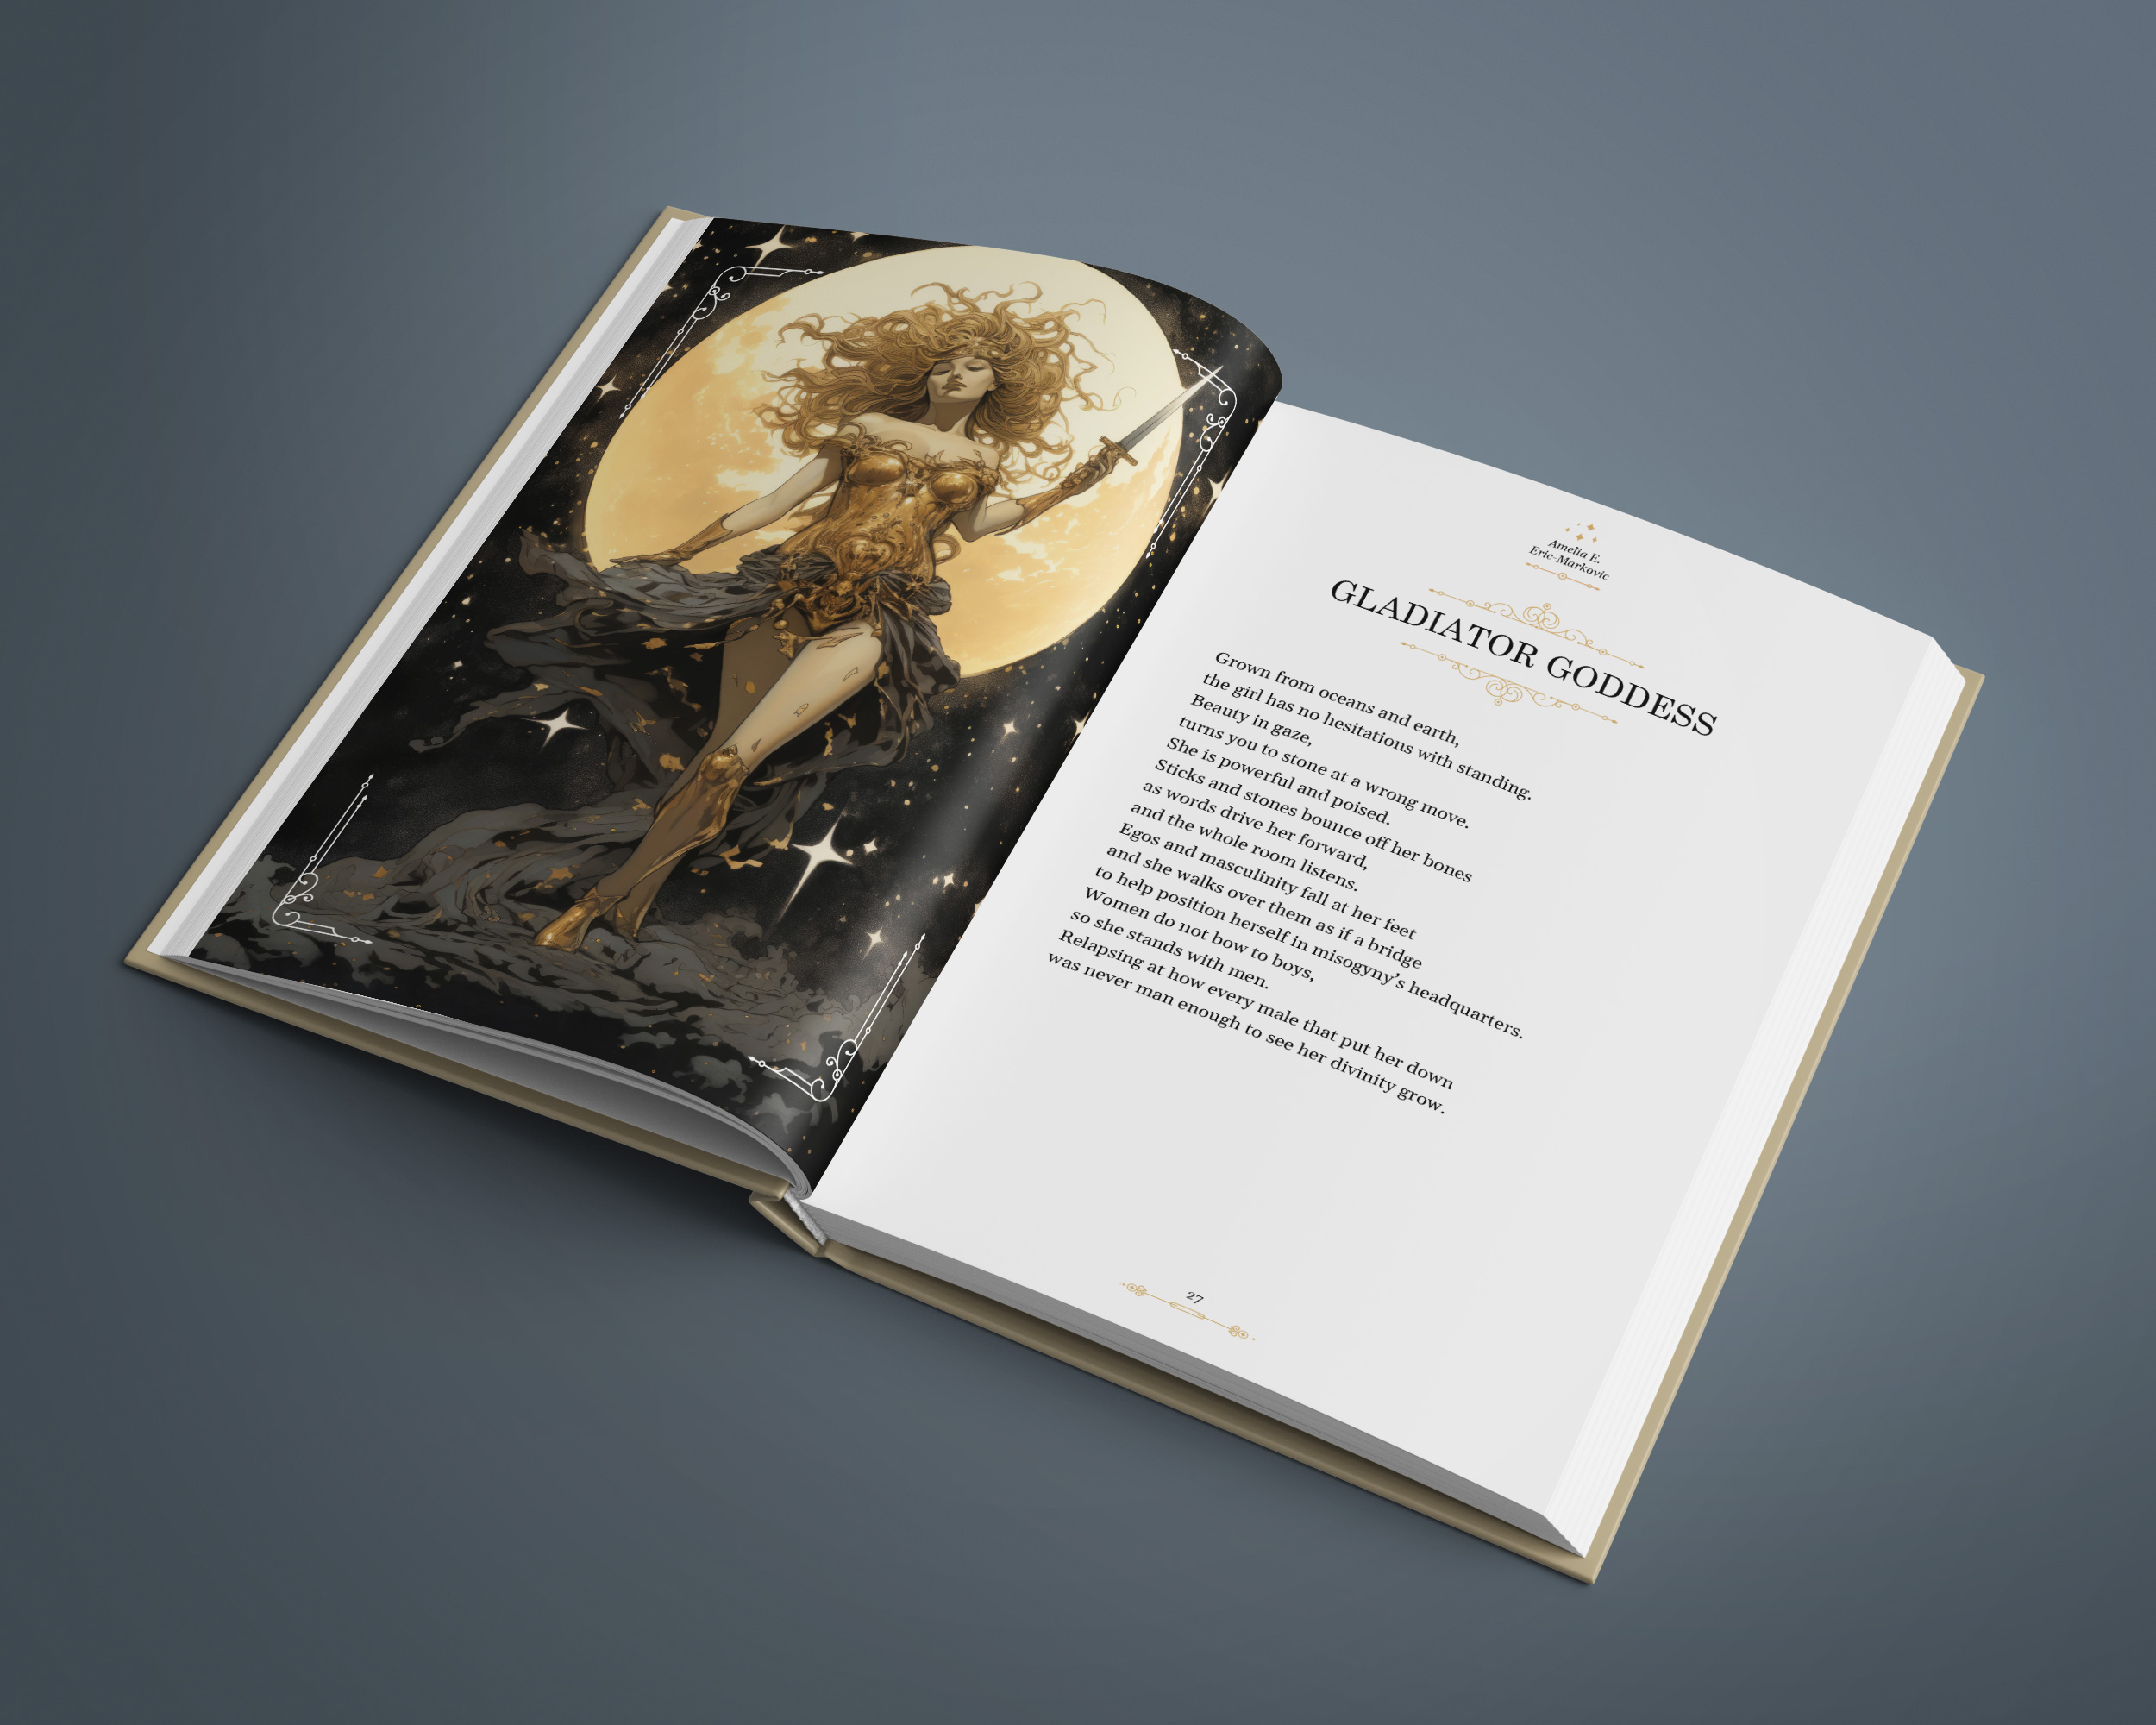 Amelia E.
Eric-Markovic
GLADIATOR GODDESS
Grown from oceans and earth,
the girl has no hesitations with standing.
Beauty in gaze,
turns you to stone at a wrong move.
She is powerful and poised.
Sticks and stones bounce off her bones
as words drive her forward,
and the whole room listens.
Egos and masculinity fall at her feet
and she walks over them as if a bridge
to help position herself in misogyny's headquarters.
Women do not bow to boys,
so she stands with men.
Relapsing at how every male that put her down
was never man enough to see her divinity grow.
27